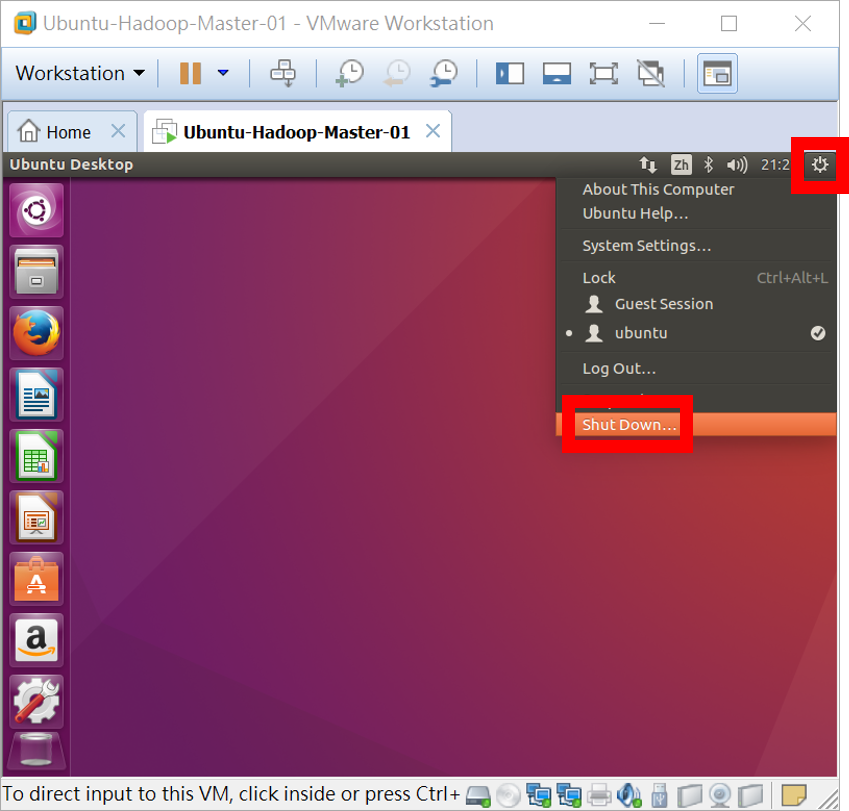 Ubuntu-Hadoop-Master-01 - VMware Workstation
Workstation
Home
Ubuntu-Hadoop-Master-01
Ubuntu Desktop
Zh
21:2
About This Computer
Ubuntu Help...
System Settings...
Lock Ctrl+Alt+L
Guest Session
ubuntu
Log Out...
Shut Down...
To direct input to this VM, click inside or press Ctrl+